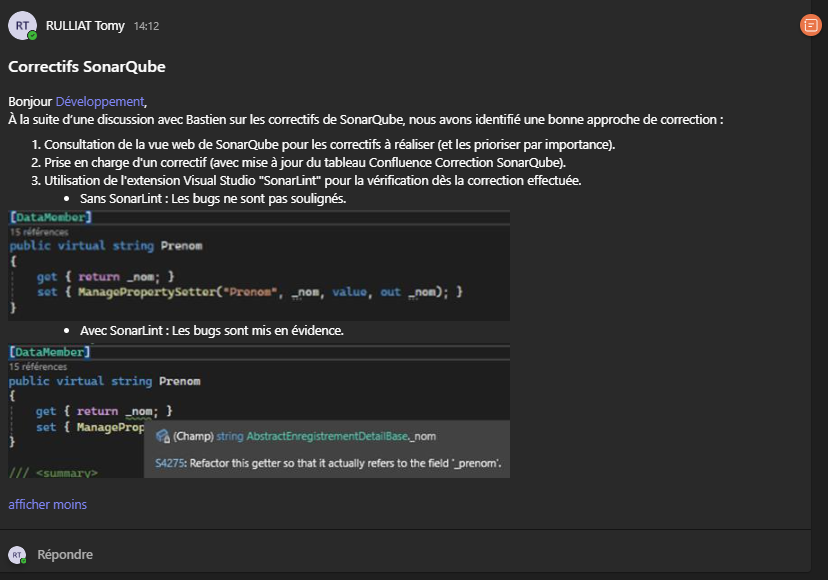 RT RULLIAT Tomy 14:12
Correctifs SonarQube
Bonjour Développement,
À la suite d'une discussion avec Bastien sur les correctifs de SonarQube, nous avons identifié une bonne approche de correction :
1. Consultation de la vue web de SonarQube pour les correctifs à réaliser (et les prioriser par importance).
2. Prise en charge d'un correctif (avec mise à jour du tableau Confluence Correction SonarQube).
3. Utilisation de l'extension Visual Studio "SonarLint" pour la vérification dès la correction effectuée.
• Sans SonarLint : Les bugs ne sont pas soulignés.
[DataMember]
15 références
public virtual string Prenom
{
get { return _nom; }
set { ManagePropertySetter("Prenom", _nom, value, out _nom); }
}
• Avec SonarLint : Les bugs sont mis en évidence.
[DataMember]
15 références
public virtual string Prenom
{
get { return _nom; }
set { ManageProp
}
(Champ) string AbstractEnregistrementDetailBase._nom
S4275: Refactor this getter so that it actually refers to the field '_prenom'.
/// <summary>
afficher moins
RT Répondre